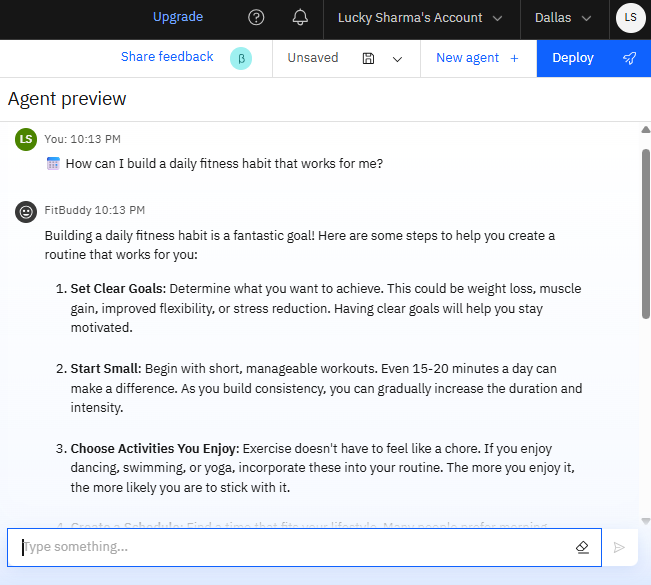 Upgrade
Lucky Sharma's Account
Dallas
LS
Share feedback
β
Unsaved
New agent +
Deploy
Agent preview
LS
You: 10:13 PM
How can I build a daily fitness habit that works for me?
FitBuddy 10:13 PM
Building a daily fitness habit is a fantastic goal! Here are some steps to help you create a
routine that works for you:
1. Set Clear Goals: Determine what you want to achieve. This could be weight loss, muscle
gain, improved flexibility, or stress reduction. Having clear goals will help you stay
motivated.
2. Start Small: Begin with short, manageable workouts. Even 15-20 minutes a day can
make a difference. As you build consistency, you can gradually increase the duration and
intensity.
3. Choose Activities You Enjoy: Exercise doesn't have to feel like a chore. If you enjoy
dancing, swimming, or yoga, incorporate these into your routine. The more you enjoy it,
the more likely you are to stick with it.
4. Create a Schedule: Find a time that fits your lifestyle. Many people prefer morning
Type something...